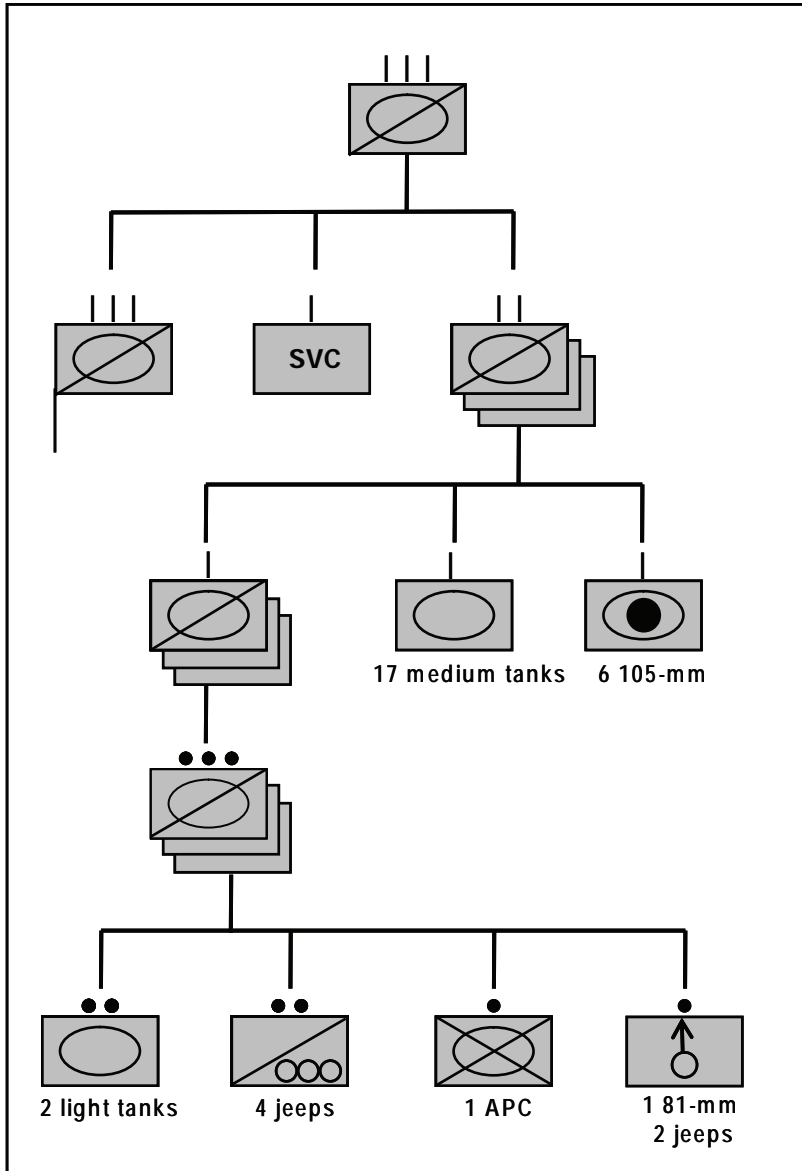 SVC
17 medium tanks
6 105-mm
2 light tanks
4 jeeps
1 APC
1 81-mm
2 jeeps